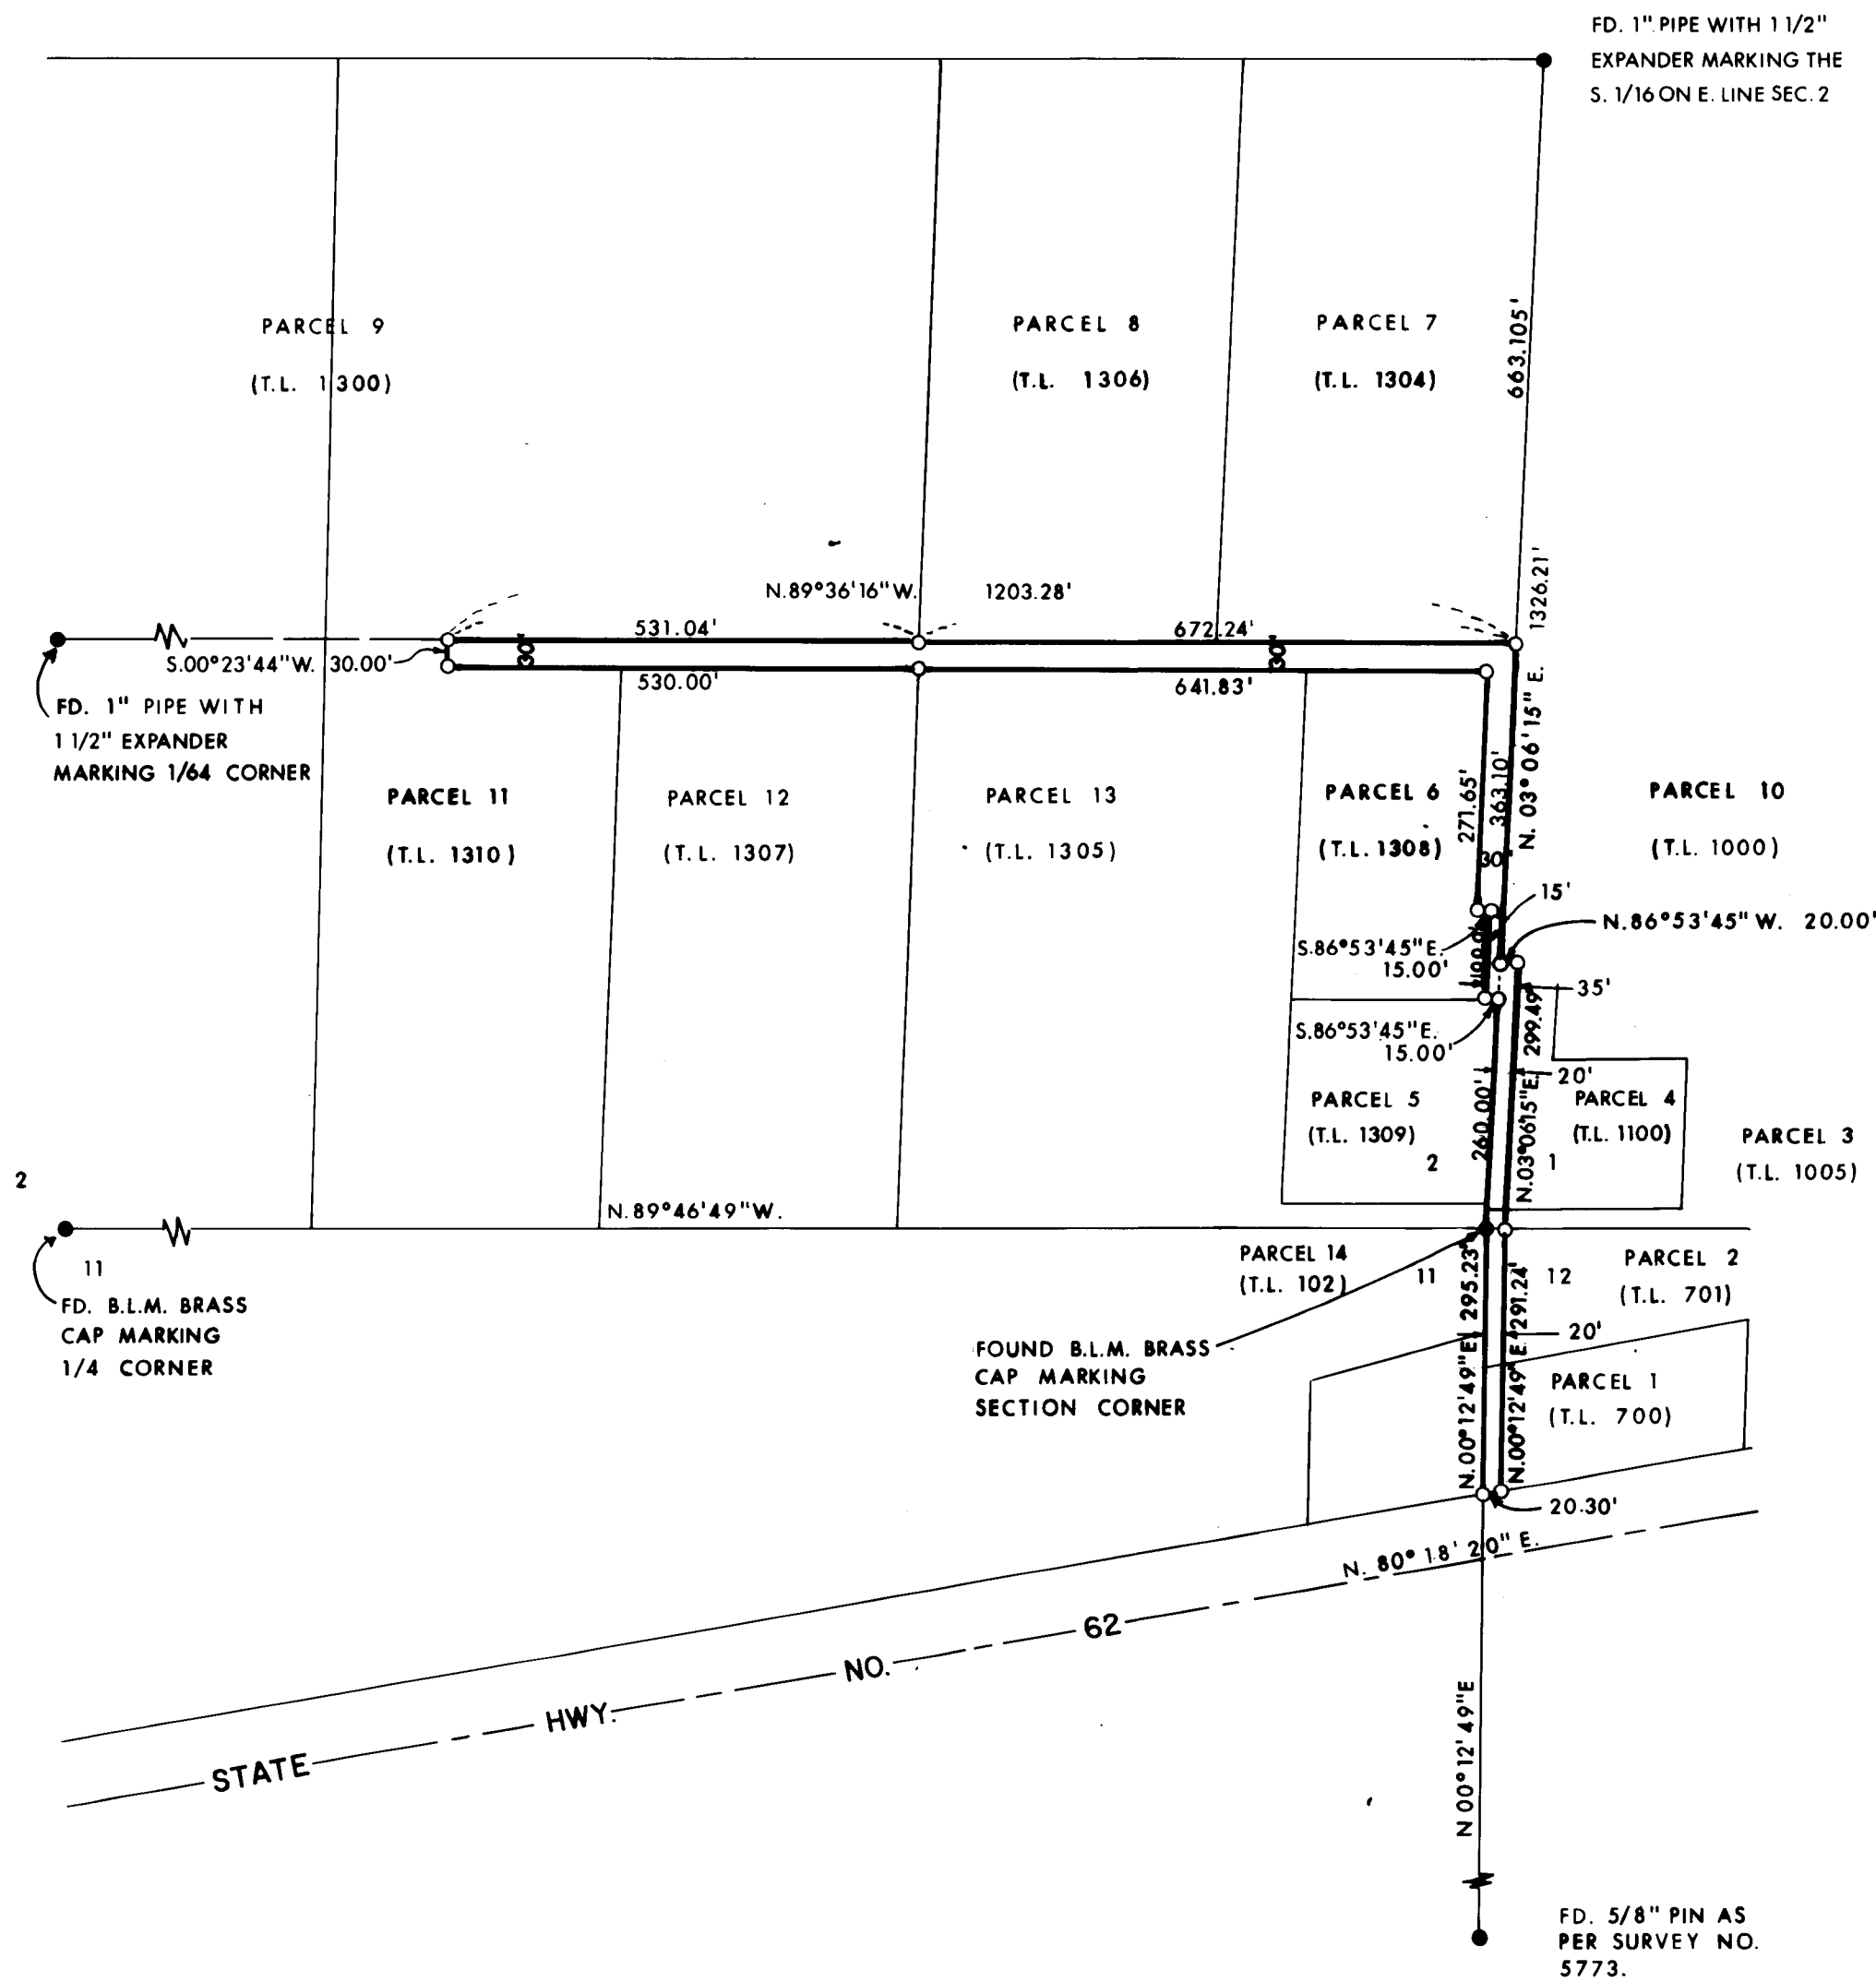 FD. 1" PIPE WITH 1 1/2"
EXPANDER MARKING THE
S. 1/16 ON E. LINE SEC. 2
PARCEL 9
(T.L. 1300)
PARCEL 8
(T.L. 1306)
PARCEL 7
(T.L. 1304)
663.105'
1326.21'
N.89°36'16"W. 1203.28'
531.04'
672.24'
30'
30'
S.00°23'44"W. 30.00'
530.00'
641.83'
FD. 1" PIPE WITH
1 1/2" EXPANDER
MARKING 1/64 CORNER
N. 03° 06' 15" E.
363.10'
271.65'
30'
PARCEL 11
(T.L. 1310)
PARCEL 12
(T.L. 1307)
PARCEL 13
(T.L. 1305)
PARCEL 6
(T.L. 1308)
PARCEL 10
(T.L. 1000)
15'
N.86°53'45"W. 20.00'
S.86°53'45"E.
15.00'
35'
S.86°53'45"E.
15.00'
299.49'
20'
260.00'
N.03°06'15"E.
PARCEL 5
(T.L. 1309)
2
PARCEL 4
(T.L. 1100)
1
PARCEL 3
(T.L. 1005)
2
N.89°46'49"W.
11
FD. B.L.M. BRASS
CAP MARKING
1/4 CORNER
PARCEL 14
(T.L. 102)
11
12
PARCEL 2
(T.L. 701)
N.00°12'49"E. 295.23'
N.00°12'49"E. 291.24'
20'
FOUND B.L.M. BRASS
CAP MARKING
SECTION CORNER
PARCEL 1
(T.L. 700)
20.30'
N. 80° 18' 20" E.
STATE HWY. NO. 62
N 00°12'49"E
FD. 5/8" PIN AS
PER SURVEY NO.
5773.